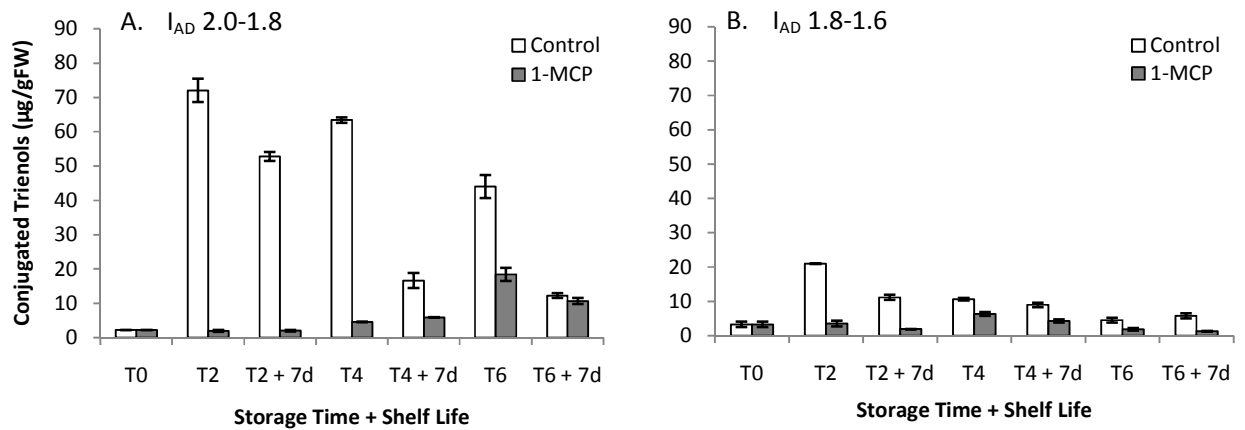 A. I_AD 2.0-1.8
Control
1-MCP
Conjugated Trienols (µg/gFW)
90
80
70
60
50
40
30
20
10
0
T0 T2 T2 + 7d T4 T4 + 7d T6 T6 + 7d
Storage Time + Shelf Life
B. I_AD 1.8-1.6
Control
1-MCP
90
80
70
60
50
40
30
20
10
0
T0 T2 T2 + 7d T4 T4 + 7d T6 T6 + 7d
Storage Time + Shelf Life